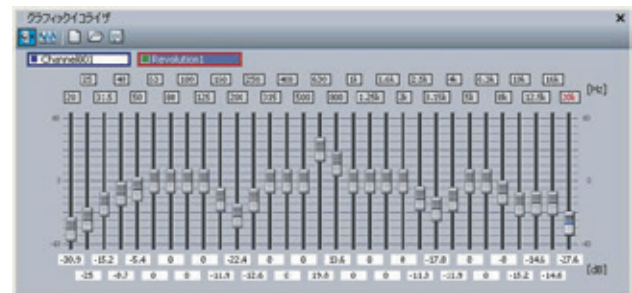 グラフィックイコライザ
Channel001 Revolution1
25 40 63 100 160 250 400 630 1k 1.6k 2.5k 4k 6.3k 10k 16k
20 31.5 50 80 125 200 315 500 800 1.25k 2k 3.15k 5k 8k 12.5k 20k [Hz]
0 0
-30.9 -15.2 -5.4 0 0 -22.4 0 0 13.6 0 0 -17.8 0 -8 -14.6 -27.6
-25 0 0 -11.9 -12.6 0 19.8 0 0 -11.3 -11.9 0 -15.2 -14.6 [dB]